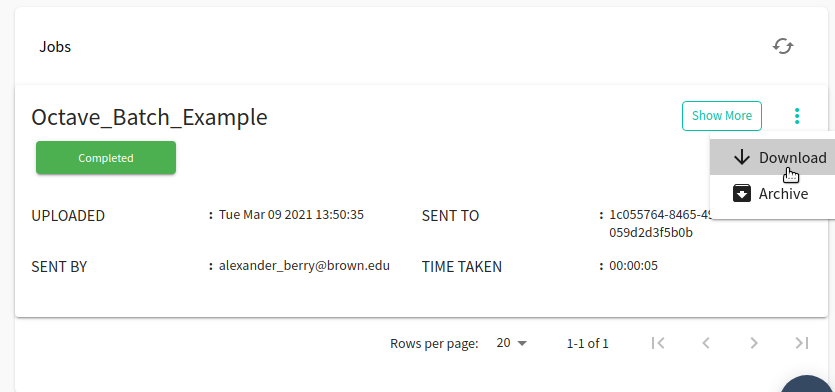 Jobs
Octave_Batch_Example
Show More
Completed
Download
Archive
UPLOADED : Tue Mar 09 2021 13:50:35
SENT TO : 1c055764-8465-49
059d2d3f5b0b
SENT BY : alexander_berry@brown.edu
TIME TAKEN : 00:00:05
Rows per page: 20 1-1 of 1